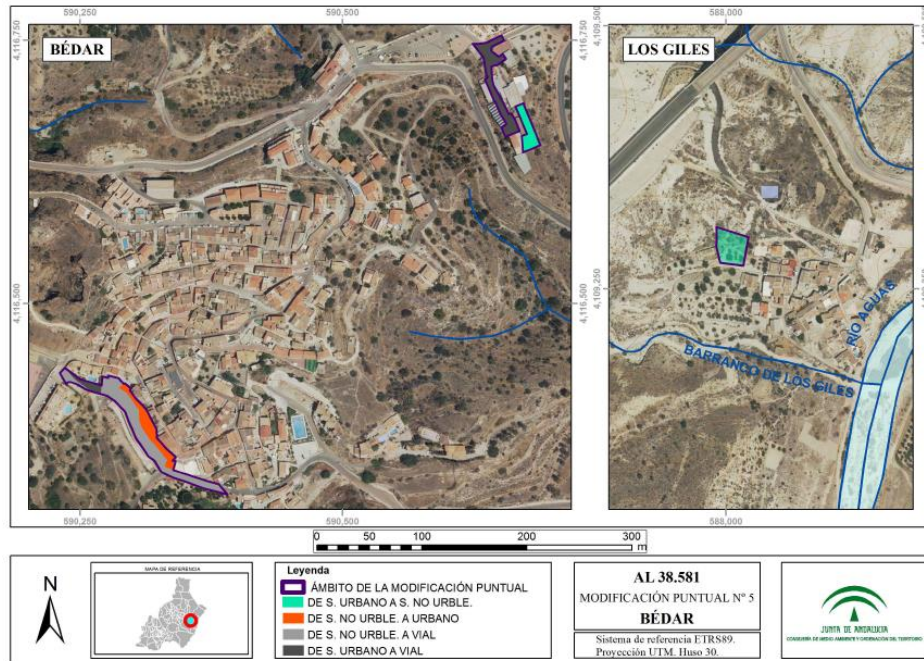 590,250
590,500
588,000
4,116,750
4,116,750
4,109,500
4,109,500
BÉDAR
LOS GILES
4,116,500
4,116,500
4,109,250
4,109,250
RÍO AGUAS
BARRANCO DE LOS GILES
590,250
590,500
588,000
0 50 100 200 300
m
N
MAPA DE REFERENCIA
Leyenda
ÁMBITO DE LA MODIFICACIÓN PUNTUAL
DE S. URBANO A S. NO URBLE.
DE S. NO URBLE. A URBANO
DE S. NO URBLE. A VIAL
DE S. URBANO A VIAL
AL 38.581
MODIFICACIÓN PUNTUAL Nº 5
BÉDAR
Sistema de referencia ETRS89.
Proyección UTM. Huso 30.
JUNTA DE ANDALUCIA
CONSEJERÍA DE MEDIO AMBIENTE Y ORDENACIÓN DEL TERRITORIO